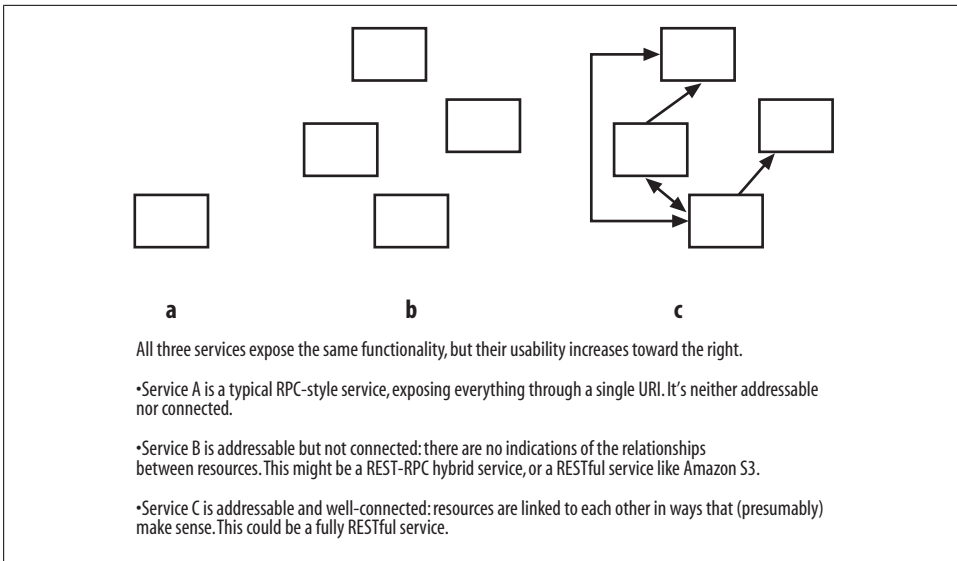 a
b
c
All three services expose the same functionality, but their usability increases toward the right.
•Service A is a typical RPC-style service, exposing everything through a single URI. It's neither addressable
nor connected.
•Service B is addressable but not connected: there are no indications of the relationships
between resources. This might be a REST-RPC hybrid service, or a RESTful service like Amazon S3.
•Service C is addressable and well-connected: resources are linked to each other in ways that (presumably)
make sense. This could be a fully RESTful service.